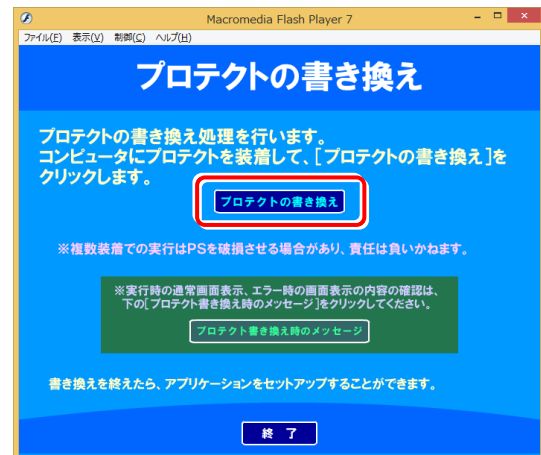 Macromedia Flash Player 7
ファイル(F) 表示(V) 制御(C) ヘルプ(H)
プロテクトの書き換え
プロテクトの書き換え処理を行います。
コンピュータにプロテクトを装着して、[プロテクトの書き換え]を
クリックします。
プロテクトの書き換え
※複数装着での実行はPSを破損させる場合があり、責任は負いかねます。
※実行時の通常画面表示、エラー時の画面表示の内容の確認は、
下の[プロテクト書き換え時のメッセージ]をクリックしてください。
プロテクト書き換え時のメッセージ
書き換えを終えたら、アプリケーションをセットアップすることができます。
終 了